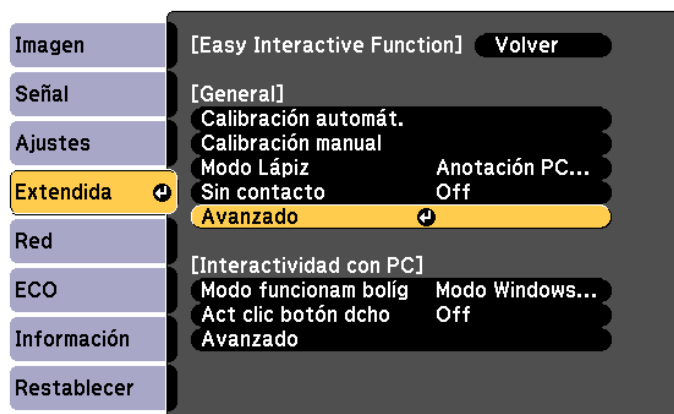 Imagen
Señal
Ajustes
Extendida
Red
ECO
Información
Restablecer
[Easy Interactive Function] Volver
[General]
Calibración automát.
Calibración manual
Modo Lápiz Anotación PC...
Sin contacto Off
Avanzado
[Interactividad con PC]
Modo funcionam bolíg Modo Windows...
Act clic botón dcho Off
Avanzado